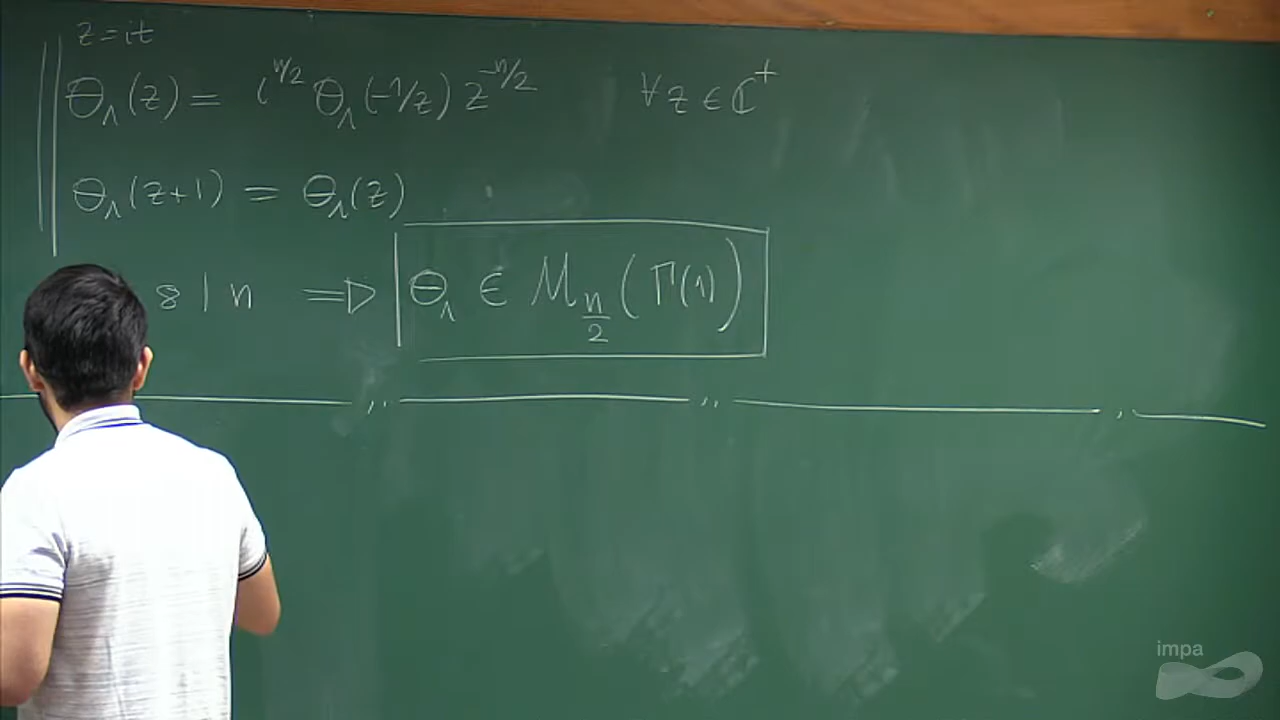 z=it
Θ_Λ(z) = i^{n/2} Θ_Λ(-1/z) z^{-n/2} ∀ z ∈ ℂ^+
Θ_Λ(z+1) = Θ_Λ(z)
8 | n ⇒ Θ_Λ ∈ M_{n/2}(Γ(1))
impa